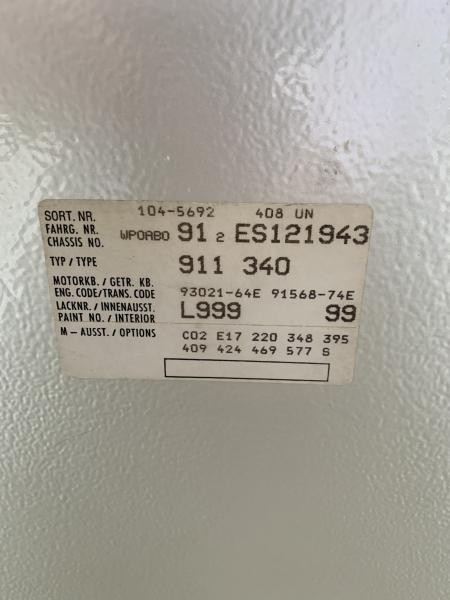 SORT. NR. 104-5692 408 UN
FAHRG. NR.
CHASSIS NO. WP0AB0 91 2 ES121943
TYP / TYPE 911 340
MOTORKB. / GETR. KB.
ENG. CODE/TRANS. CODE 93021-64E 91568-74E
LACKNR. / INNENAUSST.
PAINT NO. / INTERIOR L999 99
M – AUSST. / OPTIONS C02 E17 220 348 395
409 424 469 577 S